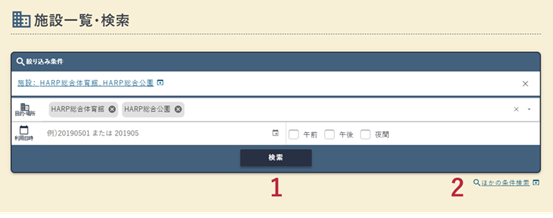 施設一覧・検索
絞り込み条件
施設: HARP総合体育館, HARP総合公園
目的・場所 HARP総合体育館 HARP総合公園
利用日時 例)20190501 または 201905 午前 午後 夜間
検索
1 2 ほかの条件検索